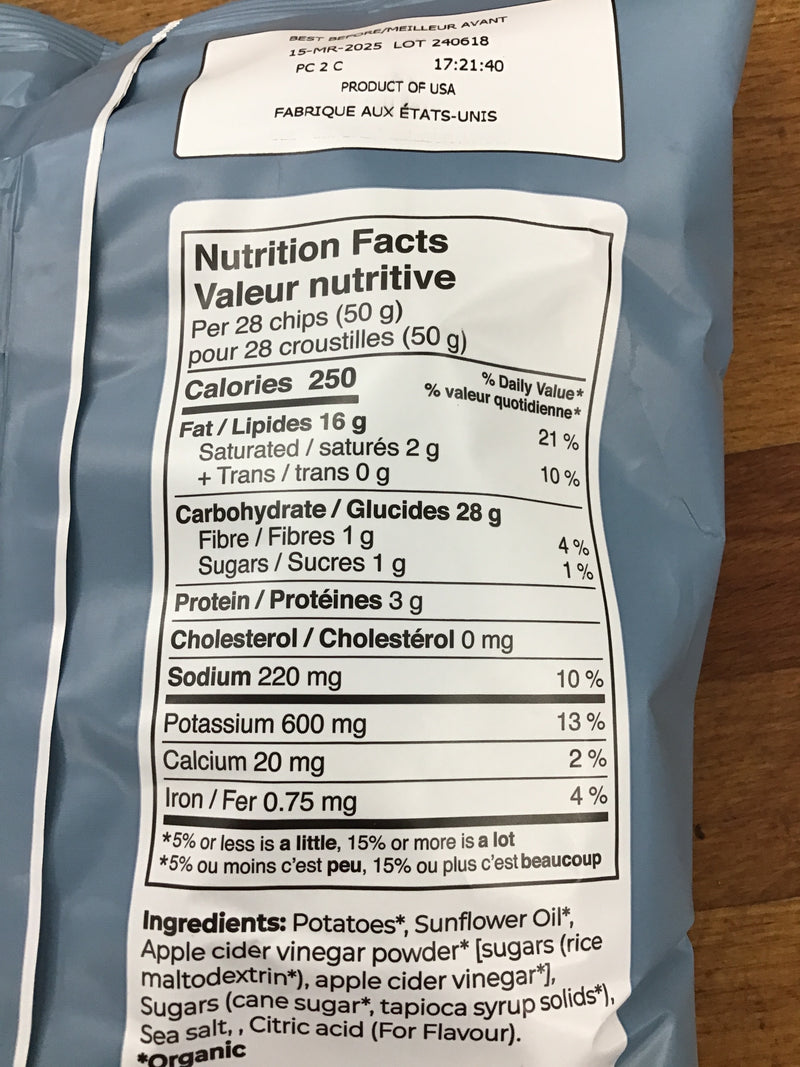 BEST BEFORE/MEILLEUR AVANT
15-MR-2025 LOT 240618
PC 2 C 17:21:40
PRODUCT OF USA
FABRIQUE AUX ÉTATS-UNIS
Nutrition Facts
Valeur nutritive
Per 28 chips (50 g)
pour 28 croustilles (50 g)
Calories 250
% Daily Value*
% valeur quotidienne*
Fat / Lipides 16 g 21 %
Saturated / saturés 2 g
+ Trans / trans 0 g 10 %
Carbohydrate / Glucides 28 g
Fibre / Fibres 1 g 4 %
Sugars / Sucres 1 g 1 %
Protein / Protéines 3 g
Cholesterol / Cholestérol 0 mg
Sodium 220 mg 10 %
Potassium 600 mg 13 %
Calcium 20 mg 2 %
Iron / Fer 0.75 mg 4 %
*5% or less is a little, 15% or more is a lot
*5% ou moins c'est peu, 15% ou plus c'est beaucoup
Ingredients: Potatoes*, Sunflower Oil*,
Apple cider vinegar powder* [sugars (rice
maltodextrin*), apple cider vinegar*],
Sugars (cane sugar*, tapioca syrup solids*),
Sea salt, , Citric acid (For Flavour).
*Organic